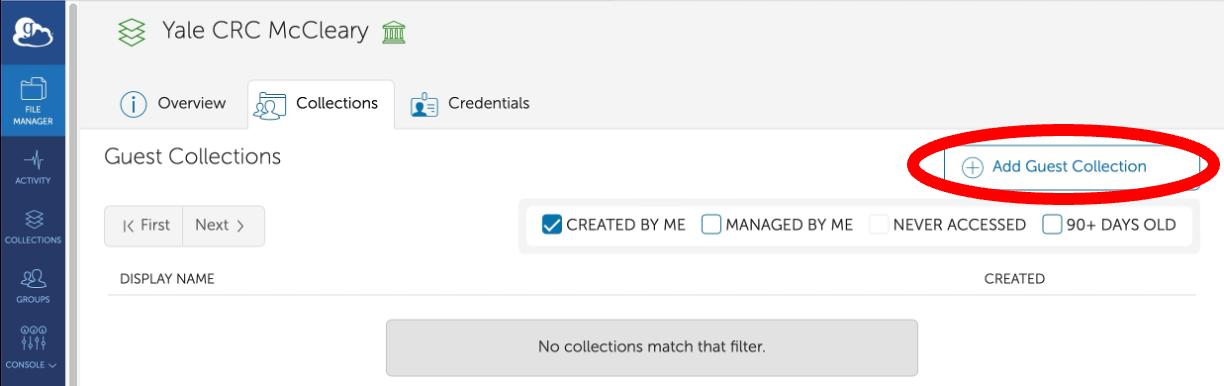 Yale CRC McCleary
Overview
Collections
Credentials
Guest Collections
Add Guest Collection
First
Next
CREATED BY ME
MANAGED BY ME
NEVER ACCESSED
90+ DAYS OLD
DISPLAY NAME
CREATED
No collections match that filter.
g
FILE
MANAGER
ACTIVITY
COLLECTIONS
GROUPS
CONSOLE